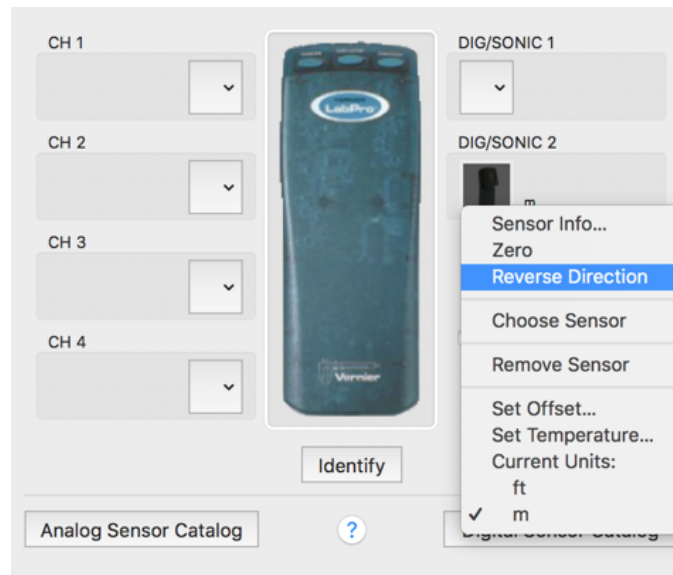 CH 1
DIG/SONIC 1
LabPro
CH 2
DIG/SONIC 2
m
Sensor Info...
Zero
Reverse Direction
CH 3
Choose Sensor
CH 4
Remove Sensor
Vernier
Set Offset...
Set Temperature...
Identify
Current Units:
ft
✓ m
Analog Sensor Catalog
?
Digital Sensor Catalog